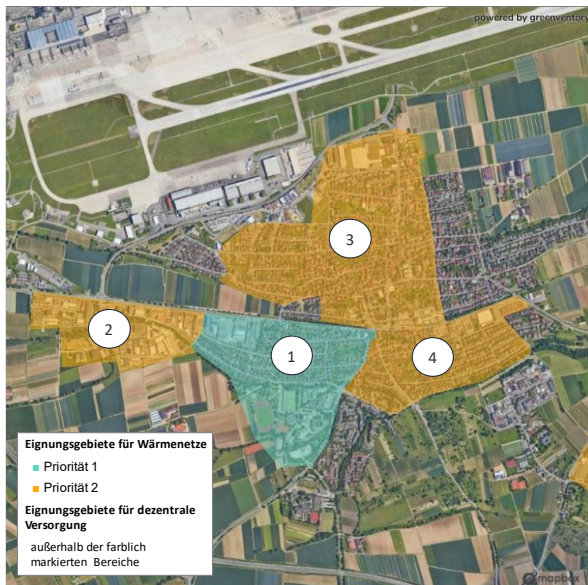 powered by greenventory
3
2
1
4
Eignungsgebiete für Wärmenetze
Priorität 1
Priorität 2
Eignungsgebiete für dezentrale
Versorgung
außerhalb der farblich
markierten Bereiche
mapbox